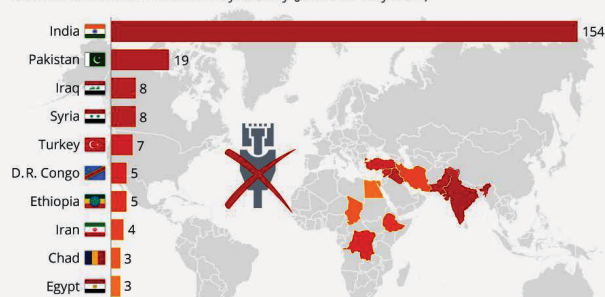 India 154
Pakistan 19
Iraq 8
Syria 8
Turkey 7
D.R. Congo 5
Ethiopia 5
Iran 4
Chad 3
Egypt 3